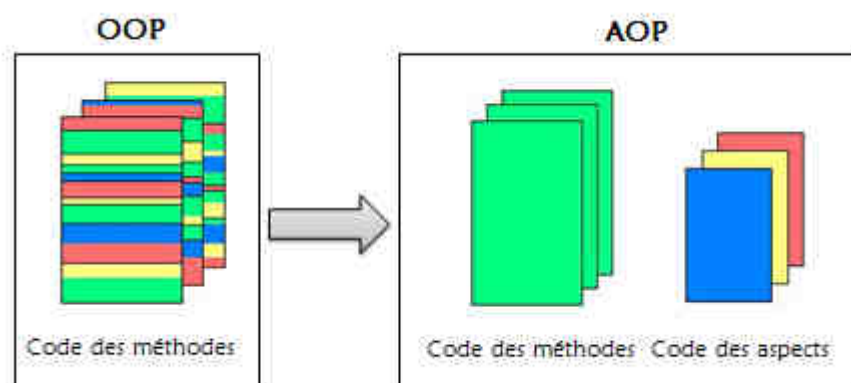 OOP
AOP
Code des méthodes
Code des méthodes
Code des aspects